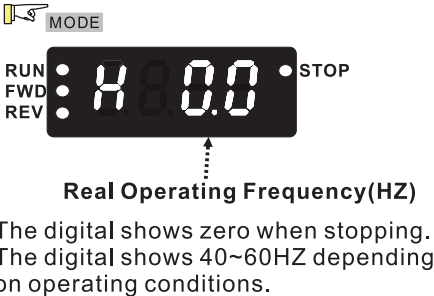 MODE
RUN
FWD
REV
H 0.0
STOP
Real Operating Frequency(HZ)
The digital shows zero when stopping.
The digital shows 40~60HZ depending
on operating conditions.